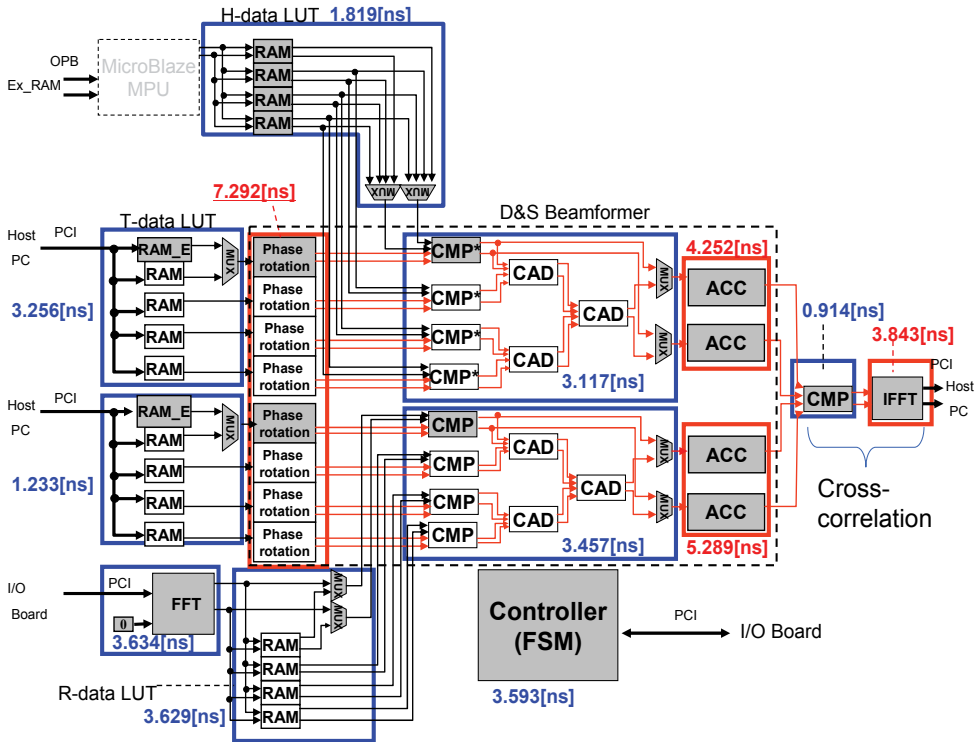 H-data LUT 1.819[ns]
OPB
Ex_RAM
MicroBlaze
MPU
RAM
RAM
RAM
RAM
MUX
MUX
7.292[ns]
T-data LUT
D&S Beamformer
Host
PC
PCI
RAM_E
RAM
RAM
RAM
RAM
MUX
3.256[ns]
Phase
rotation
Phase
rotation
Phase
rotation
Phase
rotation
CMP*
CMP*
CMP*
CMP*
CAD
CAD
CAD
MUX
MUX
3.117[ns]
4.252[ns]
ACC
ACC
0.914[ns]
3.843[ns]
CMP
IFFT
PCI
Host
PC
Cross-
correlation
Host
PC
PCI
RAM_E
RAM
RAM
RAM
RAM
MUX
1.233[ns]
Phase
rotation
Phase
rotation
Phase
rotation
Phase
rotation
CMP
CMP
CMP
CMP
CAD
CAD
CAD
MUX
MUX
3.457[ns]
ACC
ACC
5.289[ns]
I/O
Board
PCI
FFT
0
3.634[ns]
MUX
MUX
RAM
RAM
RAM
RAM
R-data LUT
3.629[ns]
Controller
(FSM)
3.593[ns]
PCI
I/O Board